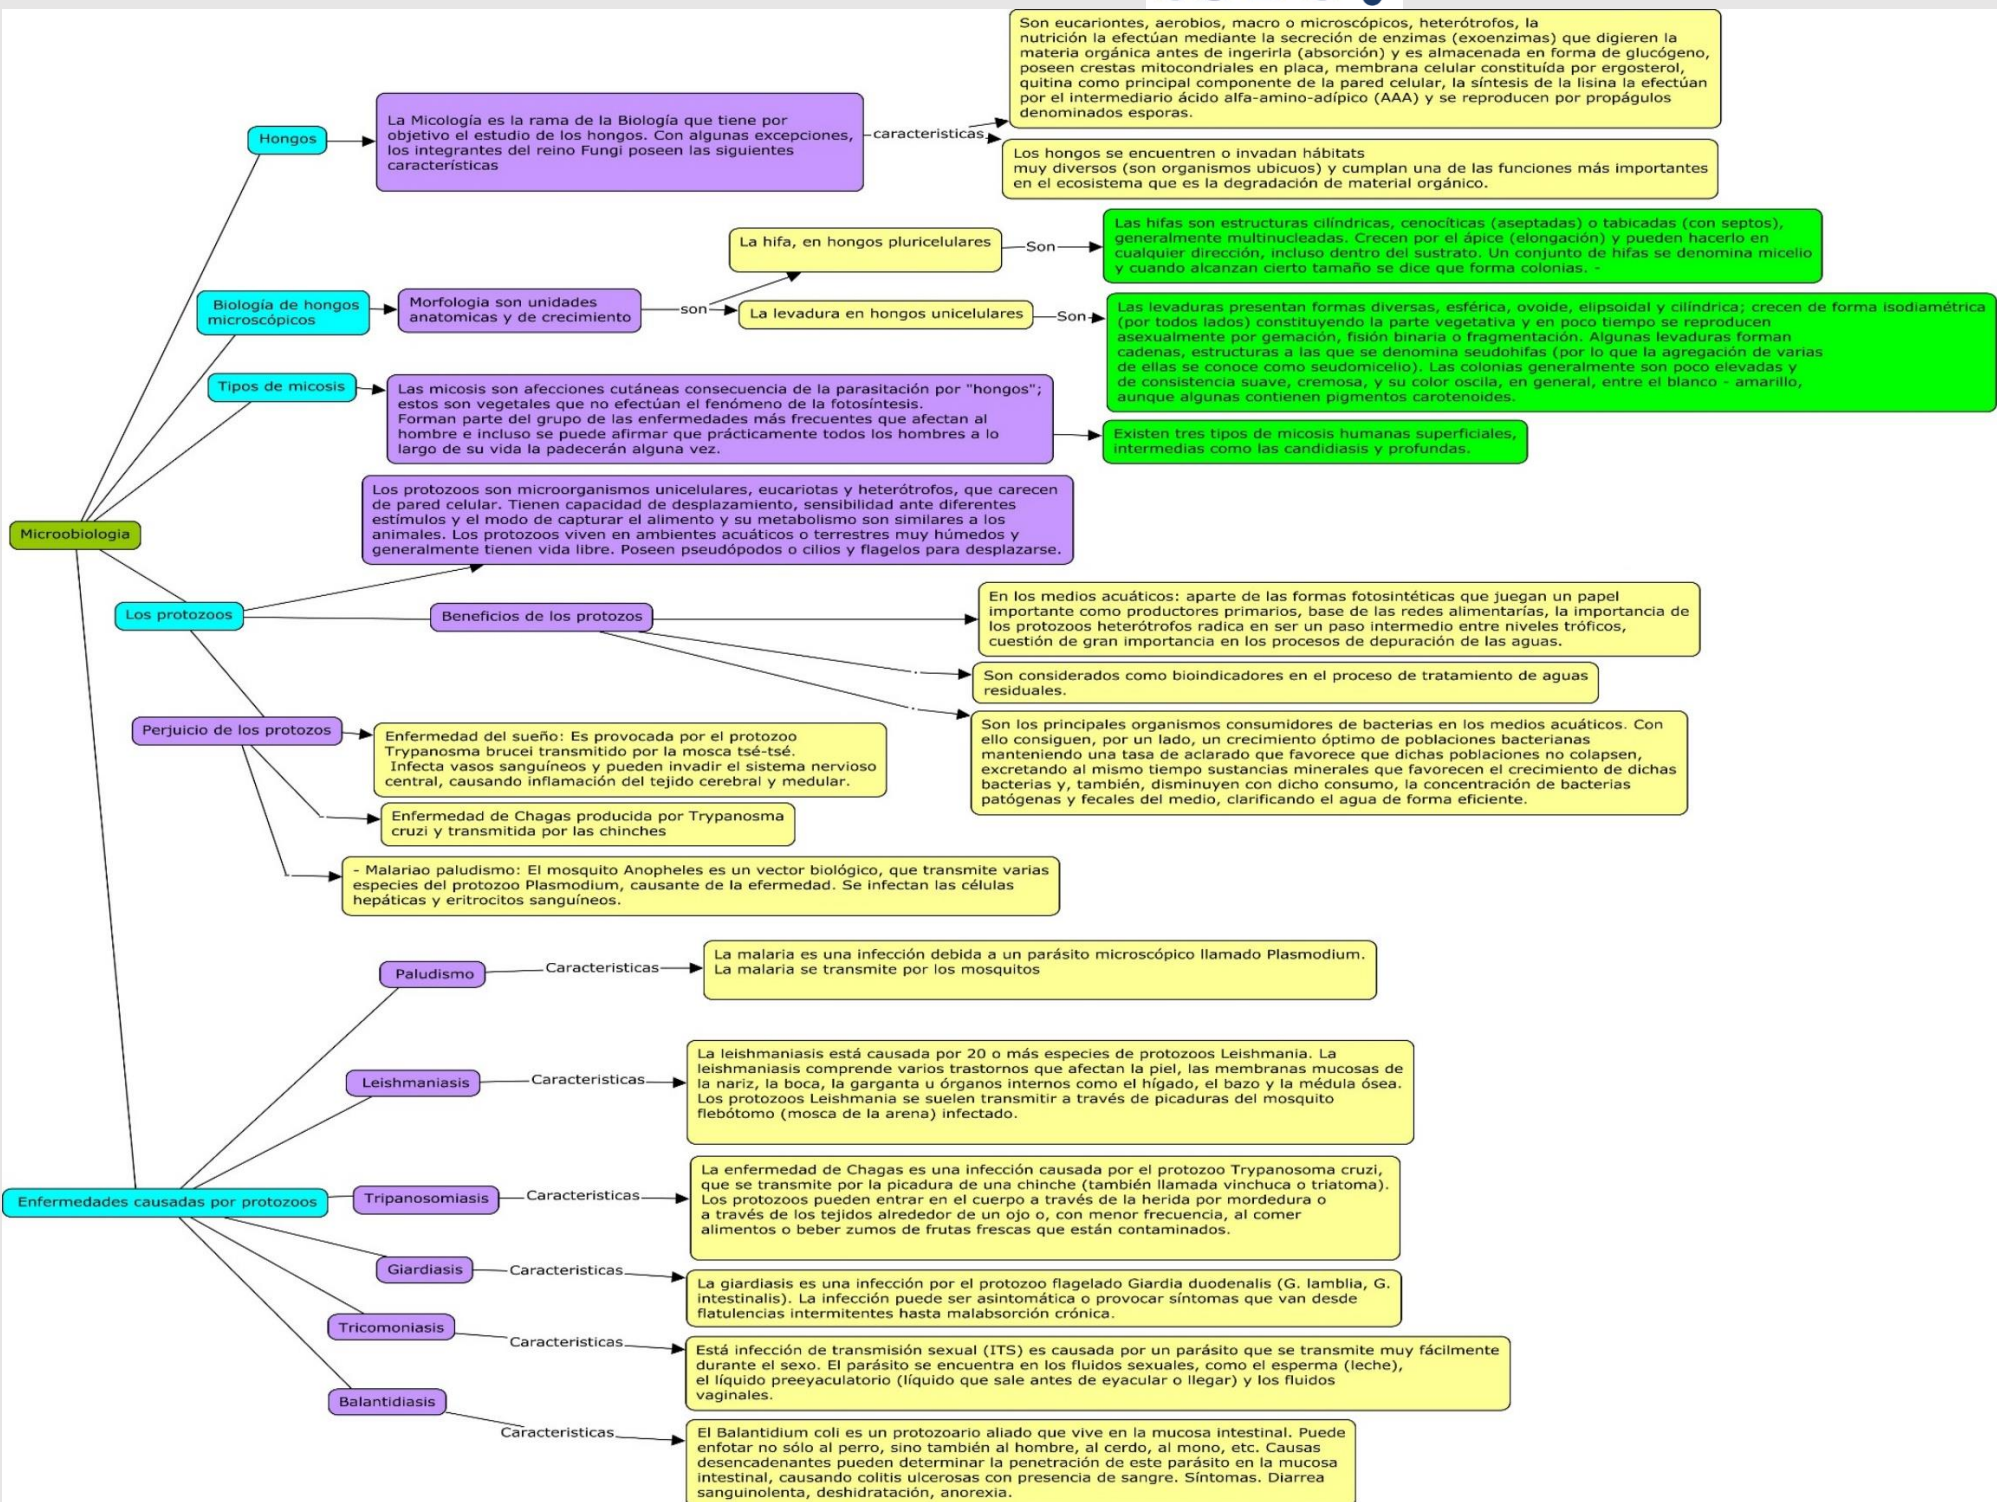 Son eucariontes, aerobios, macro o microscópicos, heterótrofos, la
nutrición la efectúan mediante la secreción de enzimas (exoenzimas) que digieren la
materia orgánica antes de ingerirla (absorción) y es almacenada en forma de glucógeno,
poseen crestas mitocondriales en placa, membrana celular constituída por ergosterol,
quitina como principal componente de la pared celular, la síntesis de la lisina la efectúan
por el intermediario ácido alfa-amino-adípico (AAA) y se reproducen por propágulos
denominados esporas.
Hongos
La Micología es la rama de la Biología que tiene por
objetivo el estudio de los hongos. Con algunas excepciones,
los integrantes del reino Fungi poseen las siguientes
características
caracteristicas
Los hongos se encuentren o invadan hábitats
muy diversos (son organismos ubicuos) y cumplan una de las funciones más importantes
en el ecosistema que es la degradación de material orgánico.
Biología de hongos
microscópicos
Morfologia son unidades
anatomicas y de crecimiento
son
La hifa, en hongos pluricelulares
Son
Las hifas son estructuras cilíndricas, cenocíticas (aseptadas) o tabicadas (con septos),
generalmente multinucleadas. Crecen por el ápice (elongación) y pueden hacerlo en
cualquier dirección, incluso dentro del sustrato. Un conjunto de hifas se denomina micelio
y cuando alcanzan cierto tamaño se dice que forma colonias. -
La levadura en hongos unicelulares
Son
Las levaduras presentan formas diversas, esférica, ovoide, elipsoidal y cilíndrica; crecen de forma isodiamétrica
(por todos lados) constituyendo la parte vegetativa y en poco tiempo se reproducen
asexualmente por gemación, fisión binaria o fragmentación. Algunas levaduras forman
cadenas, estructuras a las que se denomina seudohifas (por lo que la agregación de varias
de ellas se conoce como seudomicelio). Las colonias generalmente son poco elevadas y
de consistencia suave, cremosa, y su color oscila, en general, entre el blanco - amarillo,
aunque algunas contienen pigmentos carotenoides.
Tipos de micosis
Las micosis son afecciones cutáneas consecuencia de la parasitación por "hongos";
estos son vegetales que no efectúan el fenómeno de la fotosíntesis.
Forman parte del grupo de las enfermedades más frecuentes que afectan al
hombre e incluso se puede afirmar que prácticamente todos los hombres a lo
largo de su vida la padecerán alguna vez.
Existen tres tipos de micosis humanas superficiales,
intermedias como las candidiasis y profundas.
Microobiologia
Los protozoos son microorganismos unicelulares, eucariotas y heterótrofos, que carecen
de pared celular. Tienen capacidad de desplazamiento, sensibilidad ante diferentes
estímulos y el modo de capturar el alimento y su metabolismo son similares a los
animales. Los protozoos viven en ambientes acuáticos o terrestres muy húmedos y
generalmente tienen vida libre. Poseen pseudópodos o cilios y flagelos para desplazarse.
Los protozoos
Beneficios de los protozos
En los medios acuáticos: aparte de las formas fotosintéticas que juegan un papel
importante como productores primarios, base de las redes alimentarías, la importancia de
los protozoos heterótrofos radica en ser un paso intermedio entre niveles tróficos,
cuestión de gran importancia en los procesos de depuración de las aguas.
Son considerados como bioindicadores en el proceso de tratamiento de aguas
residuales.
Son los principales organismos consumidores de bacterias en los medios acuáticos. Con
ello consiguen, por un lado, un crecimiento óptimo de poblaciones bacterianas
manteniendo una tasa de aclarado que favorece que dichas poblaciones no colapsen,
excretando al mismo tiempo sustancias minerales que favorecen el crecimiento de dichas
bacterias y, también, disminuyen con dicho consumo, la concentración de bacterias
patógenas y fecales del medio, clarificando el agua de forma eficiente.
Perjuicio de los protozos
Enfermedad del sueño: Es provocada por el protozoo
Trypanosma brucei transmitido por la mosca tsé-tsé.
Infecta vasos sanguíneos y pueden invadir el sistema nervioso
central, causando inflamación del tejido cerebral y medular.
Enfermedad de Chagas producida por Trypanosma
cruzi y transmitida por las chinches
- Malariao paludismo: El mosquito Anopheles es un vector biológico, que transmite varias
especies del protozoo Plasmodium, causante de la efermedad. Se infectan las células
hepáticas y eritrocitos sanguíneos.
Enfermedades causadas por protozoos
Paludismo
Caracteristicas
La malaria es una infección debida a un parásito microscópico llamado Plasmodium.
La malaria se transmite por los mosquitos
Leishmaniasis
Caracteristicas
La leishmaniasis está causada por 20 o más especies de protozoos Leishmania. La
leishmaniasis comprende varios trastornos que afectan la piel, las membranas mucosas de
la nariz, la boca, la garganta u órganos internos como el hígado, el bazo y la médula ósea.
Los protozoos Leishmania se suelen transmitir a través de picaduras del mosquito
flebótomo (mosca de la arena) infectado.
Tripanosomiasis
Caracteristicas
La enfermedad de Chagas es una infección causada por el protozoo Trypanosoma cruzi,
que se transmite por la picadura de una chinche (también llamada vinchuca o triatoma).
Los protozoos pueden entrar en el cuerpo a través de la herida por mordedura o
a través de los tejidos alrededor de un ojo o, con menor frecuencia, al comer
alimentos o beber zumos de frutas frescas que están contaminados.
Giardiasis
Caracteristicas
La giardiasis es una infección por el protozoo flagelado Giardia duodenalis (G. lamblia, G.
intestinalis). La infección puede ser asintomática o provocar síntomas que van desde
flatulencias intermitentes hasta malabsorción crónica.
Tricomoniasis
Caracteristicas
Está infección de transmisión sexual (ITS) es causada por un parásito que se transmite muy fácilmente
durante el sexo. El parásito se encuentra en los fluidos sexuales, como el esperma (leche),
el líquido preeyaculatorio (líquido que sale antes de eyacular o llegar) y los fluidos
vaginales.
Balantidiasis
Caracteristicas
El Balantidium coli es un protozoario aliado que vive en la mucosa intestinal. Puede
enfotar no sólo al perro, sino también al hombre, al cerdo, al mono, etc. Causas
desencadenantes pueden determinar la penetración de este parásito en la mucosa
intestinal, causando colitis ulcerosas con presencia de sangre. Síntomas. Diarrea
sanguinolenta, deshidratación, anorexia.